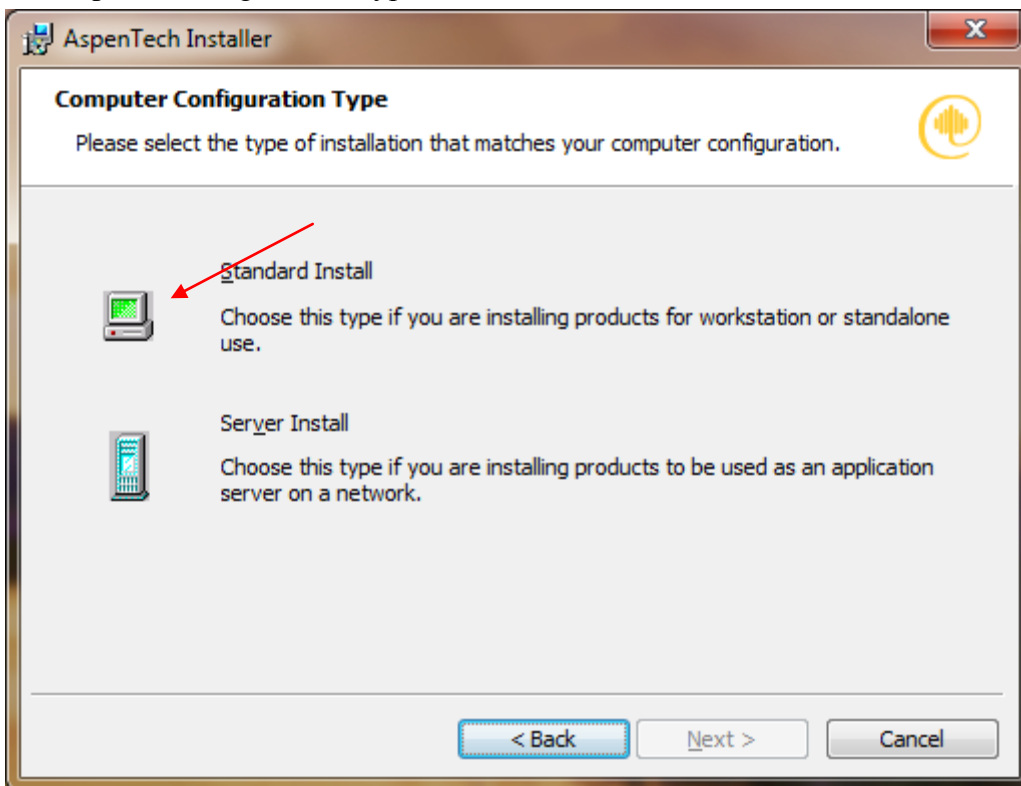 AspenTech Installer
Computer Configuration Type
Please select the type of installation that matches your computer configuration.
Standard Install
Choose this type if you are installing products for workstation or standalone
use.
Server Install
Choose this type if you are installing products to be used as an application
server on a network.
< Back
Next >
Cancel